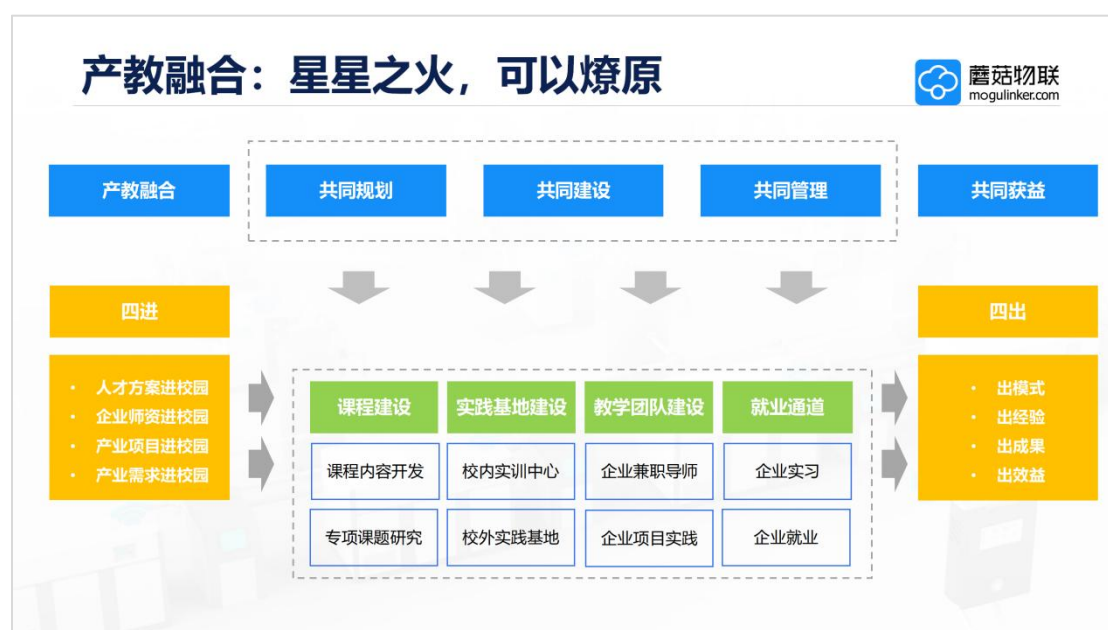 产教融合：星星之火，可以燎原
蘑菇物联
mogulinker.com
产教融合
共同规划
共同建设
共同管理
共同获益
四进
四出
• 人才方案进校园
• 企业师资进校园
• 产业项目进校园
• 产业需求进校园
课程建设
实践基地建设
教学团队建设
就业通道
课程内容开发
校内实训中心
企业兼职导师
企业实习
专项课题研究
校外实践基地
企业项目实践
企业就业
• 出模式
• 出经验
• 出成果
• 出效益